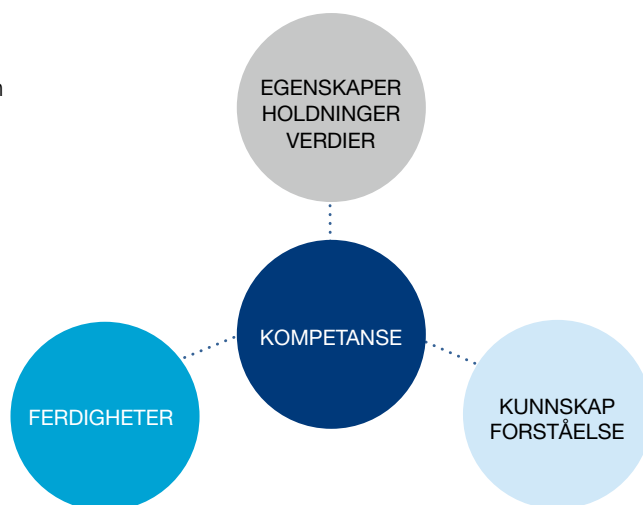 EGENSKAPER
HOLDNINGER
VERDIER
KOMPETANSE
FERDIGHETER
KUNNSKAP
FORSTÅELSE